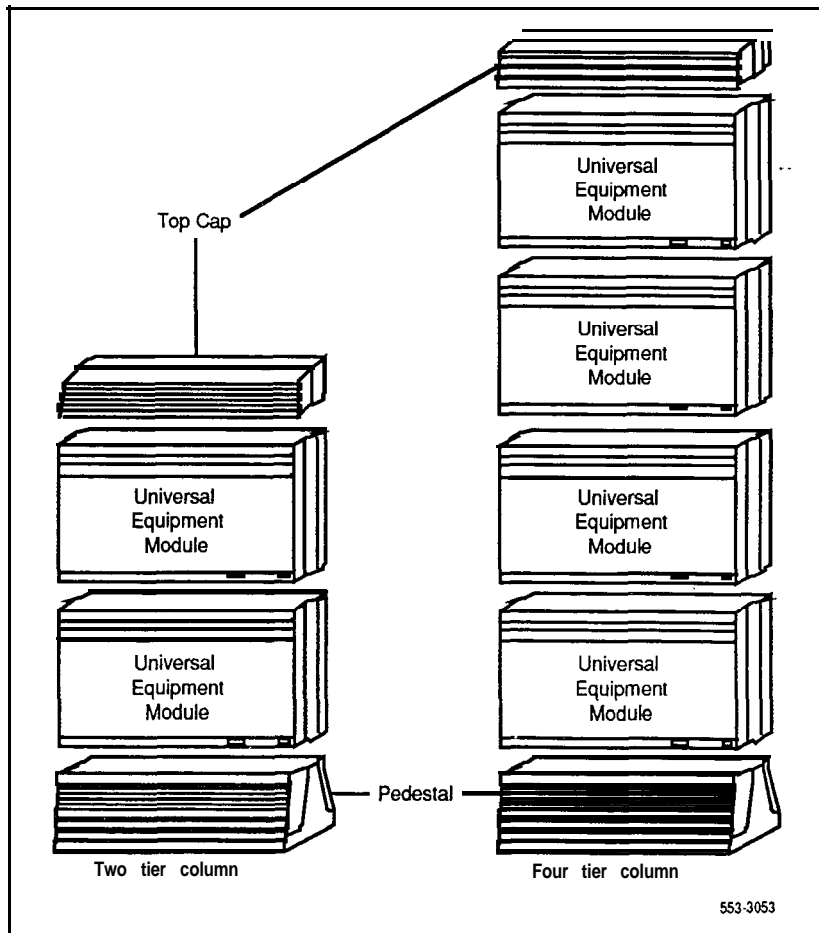 Universal
Equipment
Module
Top Cap
Universal
Equipment
Module
Universal
Equipment
Module
Universal
Equipment
Module
Universal
Equipment
Module
Universal
Equipment
Module
Pedestal
Two tier column
Four tier column
553-3053